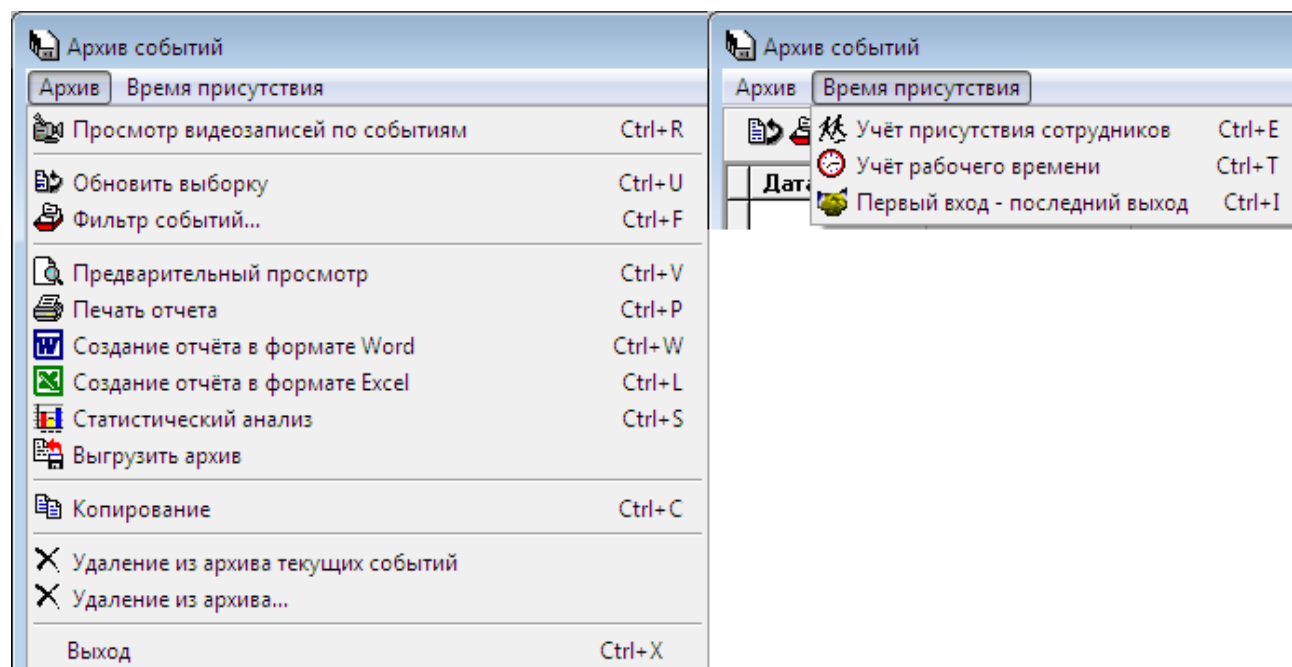 Архив событий
Архив Время присутствия
Просмотр видеозаписей по событиям Ctrl+R
Обновить выборку Ctrl+U
Фильтр событий... Ctrl+F
Предварительный просмотр Ctrl+V
Печать отчета Ctrl+P
Создание отчёта в формате Word Ctrl+W
Создание отчёта в формате Excel Ctrl+L
Статистический анализ Ctrl+S
Выгрузить архив
Копирование Ctrl+C
Удаление из архива текущих событий
Удаление из архива...
Выход Ctrl+X
Архив событий
Архив Время присутствия
Учёт присутствия сотрудников Ctrl+E
Учёт рабочего времени Ctrl+T
Дата
Первый вход - последний выход Ctrl+I